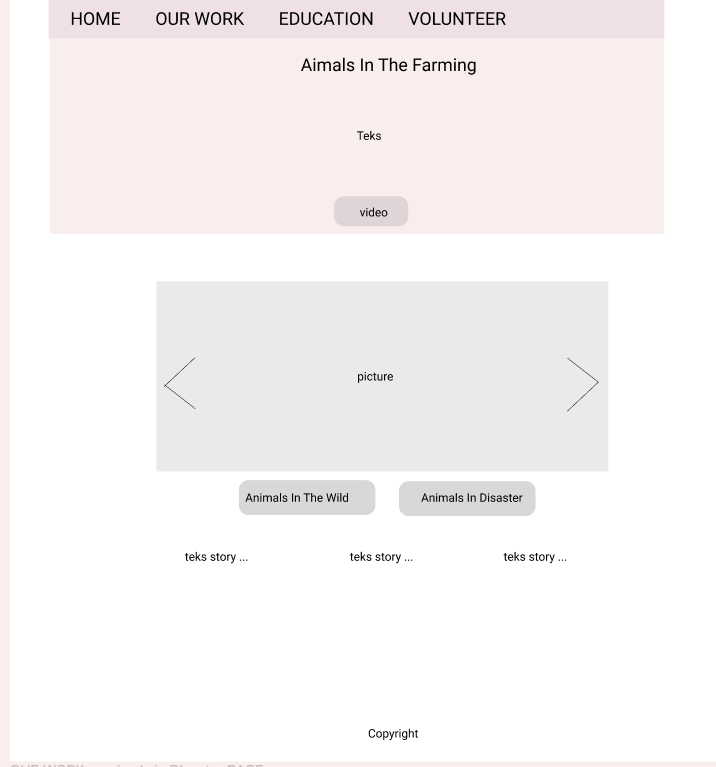 HOME OUR WORK EDUCATION VOLUNTEER
Aimals In The Farming
Teks
video
picture
Animals In The Wild Animals In Disaster
teks story ... teks story ... teks story ...
Copyright